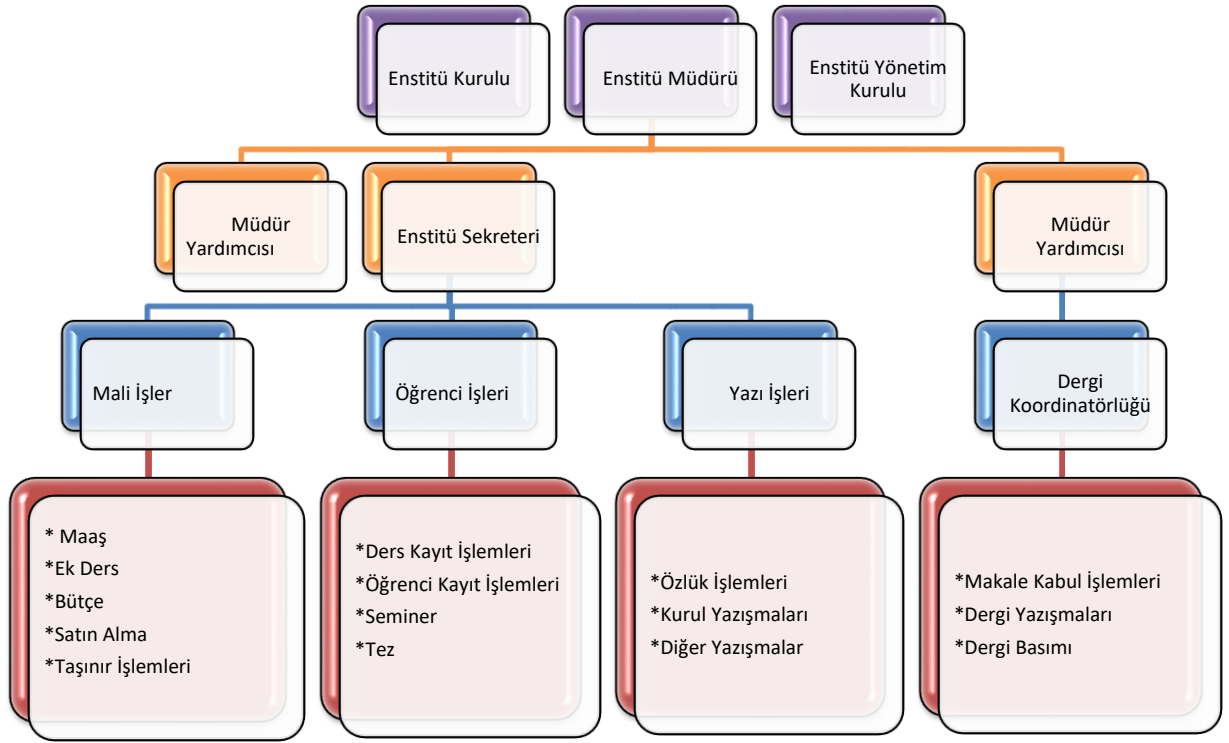 Enstitü Kurulu
Enstitü Müdürü
Enstitü Yönetim
Kurulu
Müdür
Yardımcısı
Enstitü Sekreteri
Müdür
Yardımcısı
Mali İşler
Öğrenci İşleri
Yazı İşleri
Dergi
Koordinatörlüğü
* Maaş
*Ek Ders
*Bütçe
*Satın Alma
*Taşınır İşlemleri
*Ders Kayıt İşlemleri
*Öğrenci Kayıt İşlemleri
*Seminer
*Tez
*Özlük İşlemleri
*Kurul Yazışmaları
*Diğer Yazışmalar
*Makale Kabul İşlemleri
*Dergi Yazışmaları
*Dergi Basımı